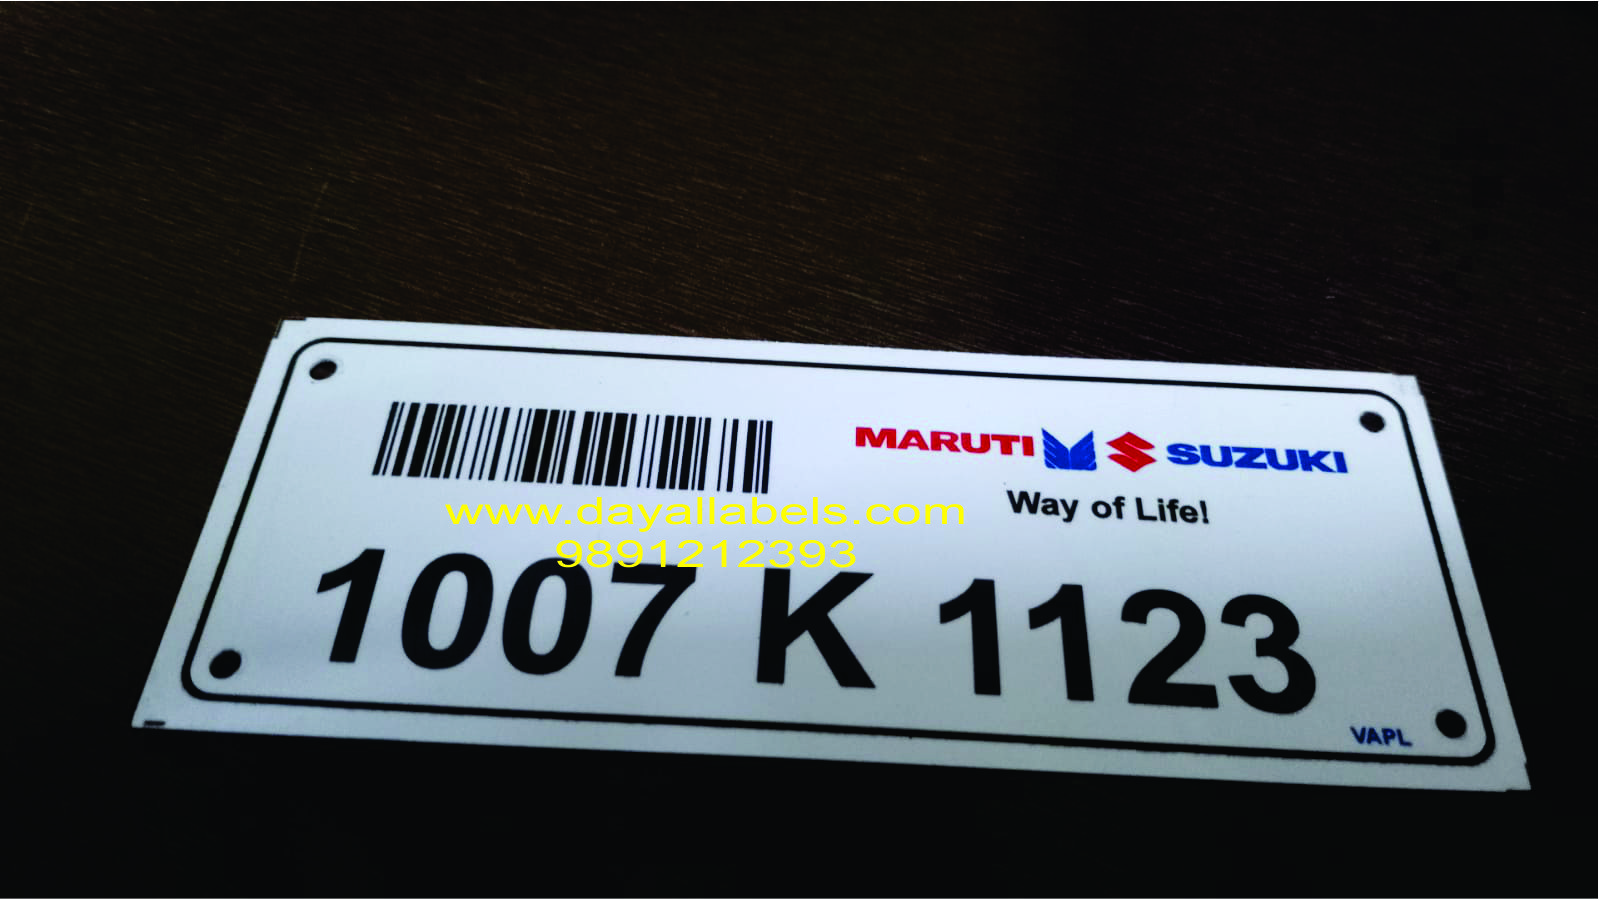 MARUTI SUZUKI
Way of Life!
www.dayallabels.com
9891212393
1007 K 1123
VAPL